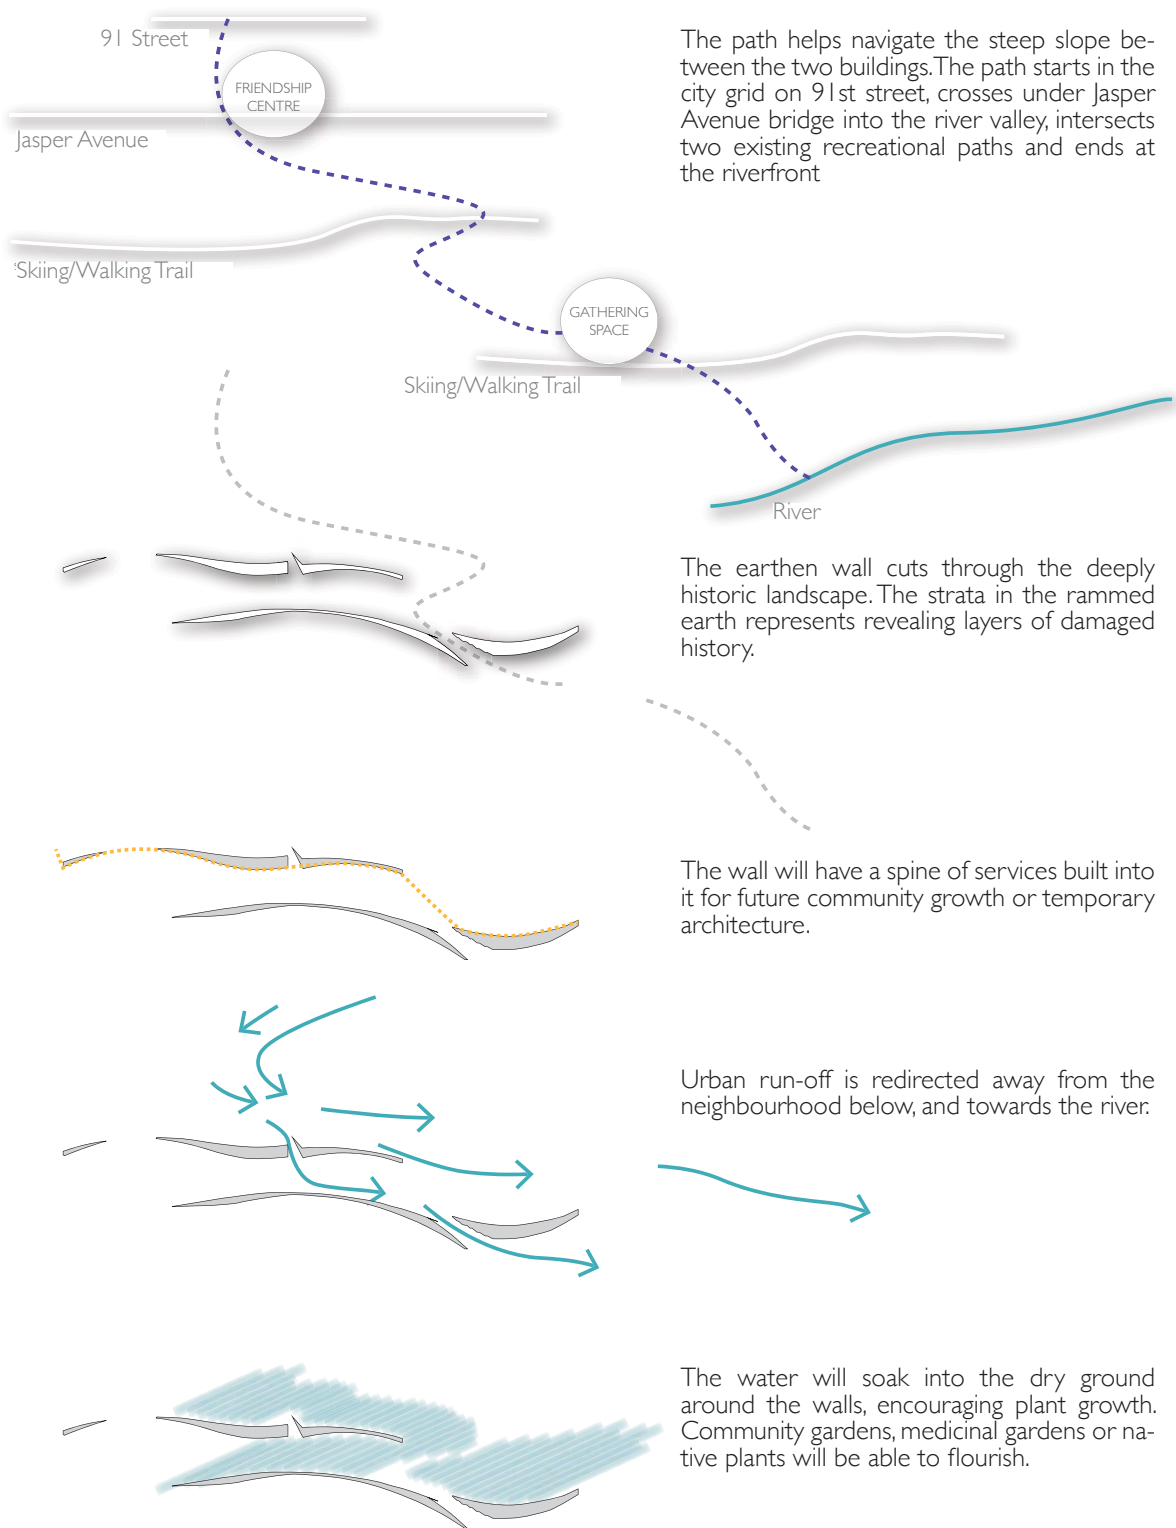 91 Street
FRIENDSHIP
CENTRE
Jasper Avenue
'Skiing/Walking Trail
GATHERING
SPACE
Skiing/Walking Trail
River
The path helps navigate the steep slope be-
tween the two buildings. The path starts in the
city grid on 91st street, crosses under Jasper
Avenue bridge into the river valley, intersects
two existing recreational paths and ends at
the riverfront
The earthen wall cuts through the deeply
historic landscape. The strata in the rammed
earth represents revealing layers of damaged
history.
The wall will have a spine of services built into
it for future community growth or temporary
architecture.
Urban run-off is redirected away from the
neighbourhood below, and towards the river.
The water will soak into the dry ground
around the walls, encouraging plant growth.
Community gardens, medicinal gardens or na-
tive plants will be able to flourish.